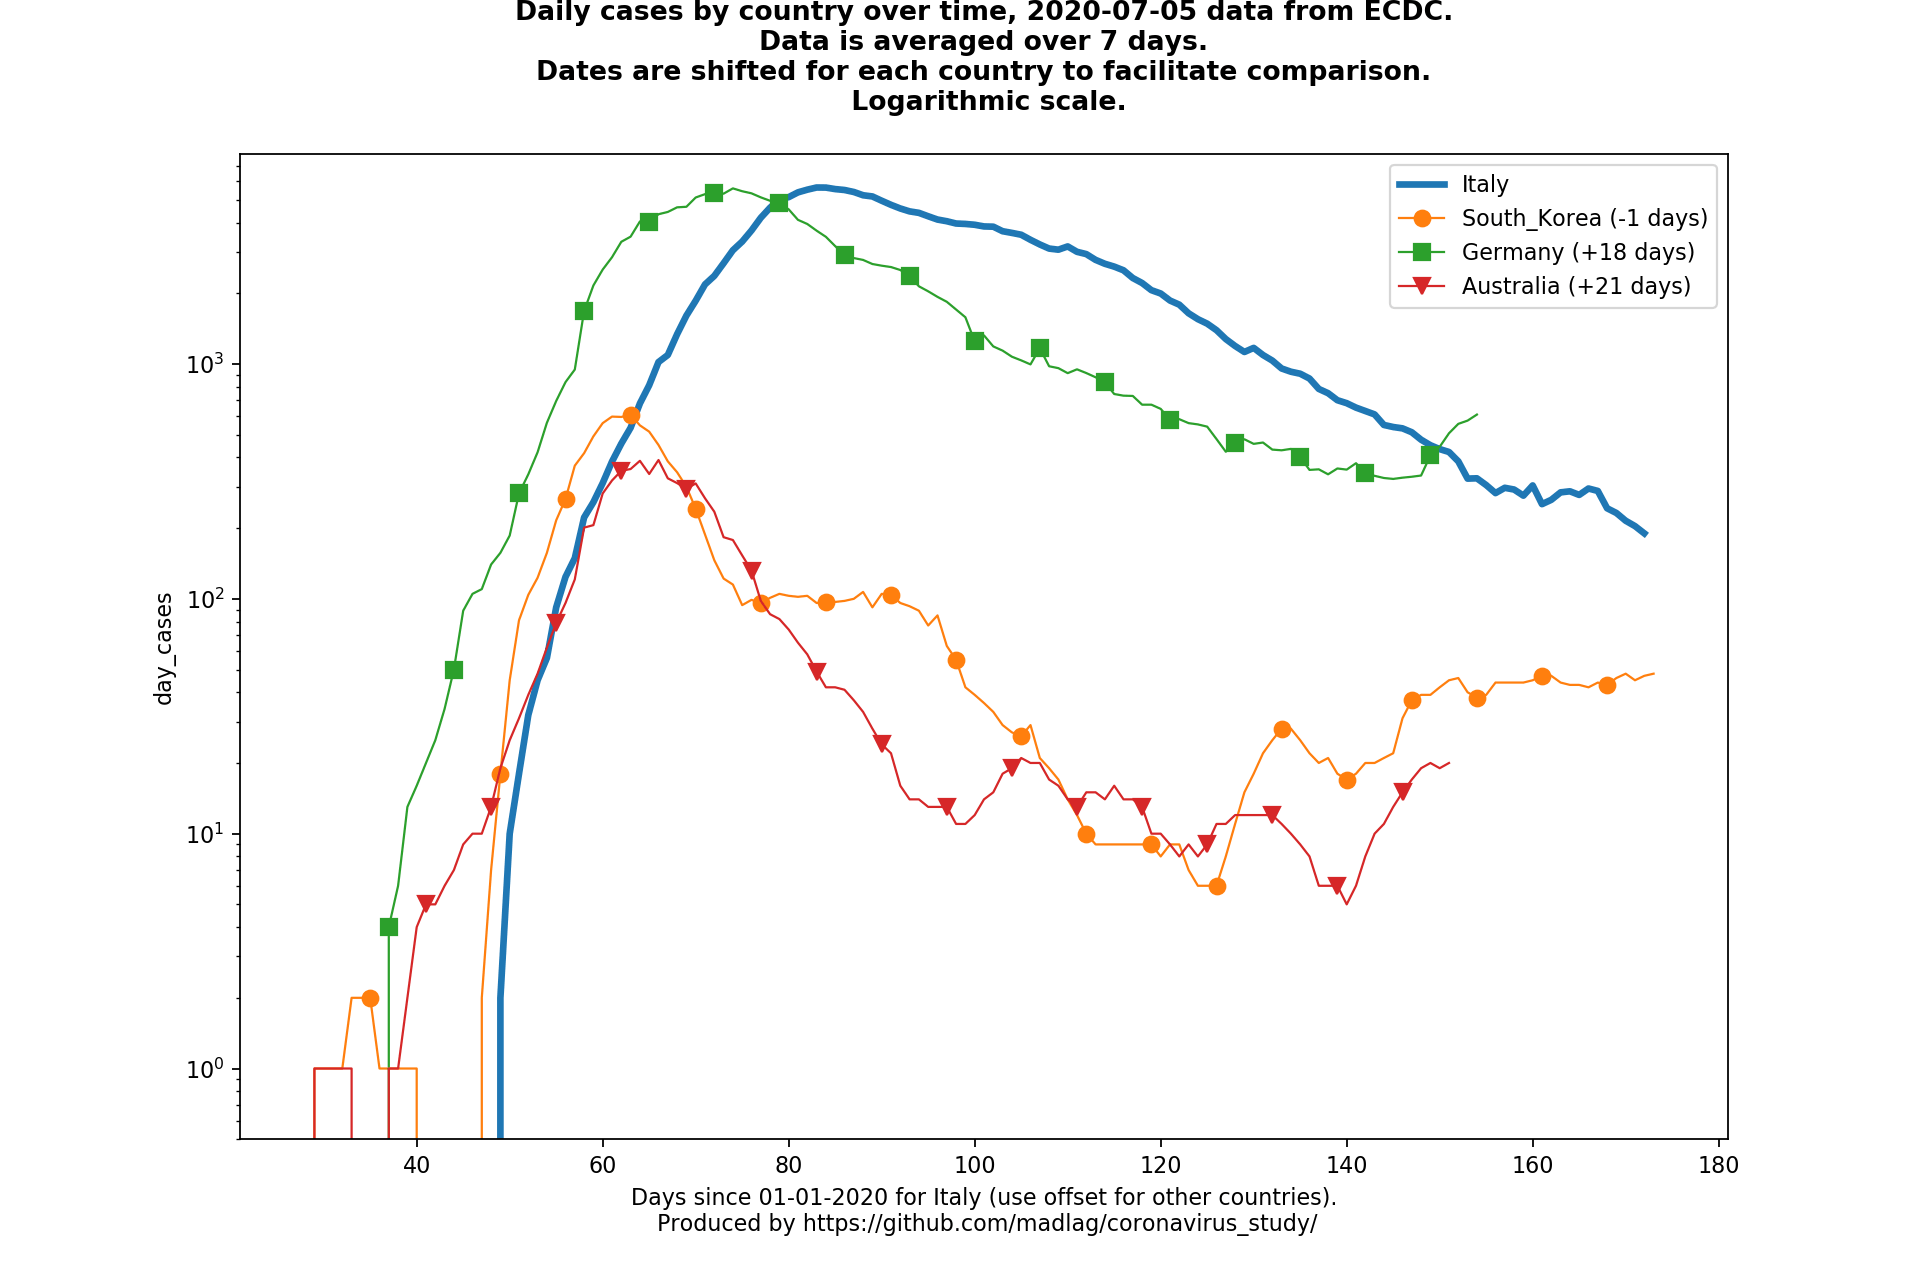 Daily cases by country over time, 2020-07-05 data from ECDC.
Data is averaged over 7 days.
Dates are shifted for each country to facilitate comparison.
Logarithmic scale.
Italy
South_Korea (-1 days)
Germany (+18 days)
Australia (+21 days)
10³
10²
10¹
10⁰
day_cases
40 60 80 100 120 140 160 180
Days since 01-01-2020 for Italy (use offset for other countries).
Produced by https://github.com/madlag/coronavirus_study/